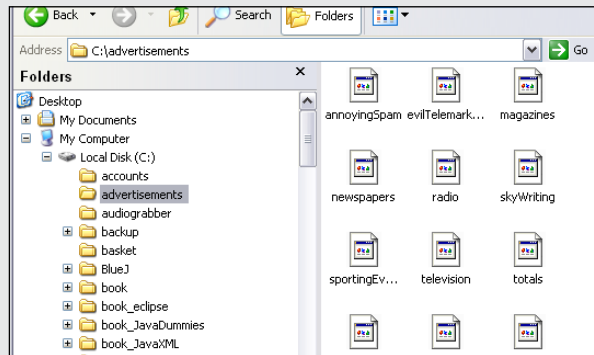 Back Search Folders
Address C:\advertisements Go
Folders
Desktop
My Documents
My Computer
Local Disk (C:)
accounts
advertisements
audiograbber
backup
basket
BlueJ
book
book_eclipse
book_JavaDummies
book_JavaXML
annoyingSpam evilTelemark... magazines
newspapers radio skyWriting
sportingEv... television totals